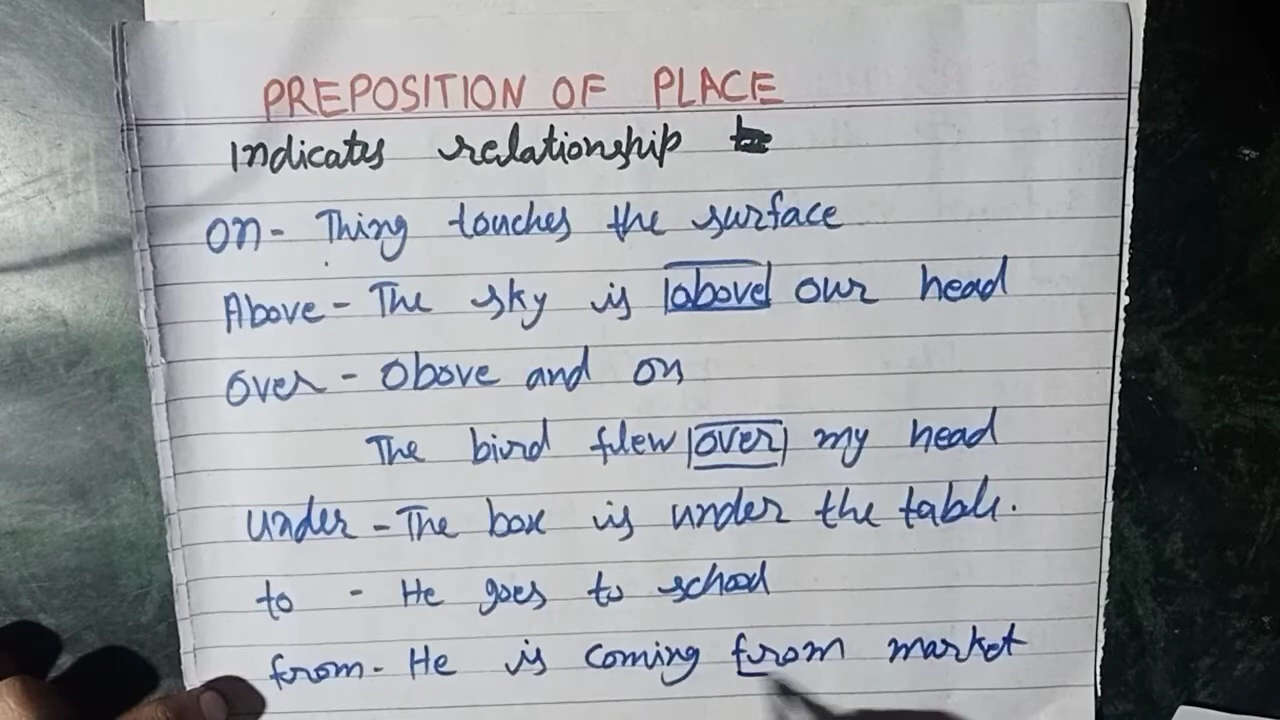 PREPOSITION OF PLACE
Indicates relationship
On - Thing touches the surface
Above - The sky is above our head
Over - Above and on
The bird flew over my head
Under - The box is under the table.
to - He goes to school
from - He is coming from market